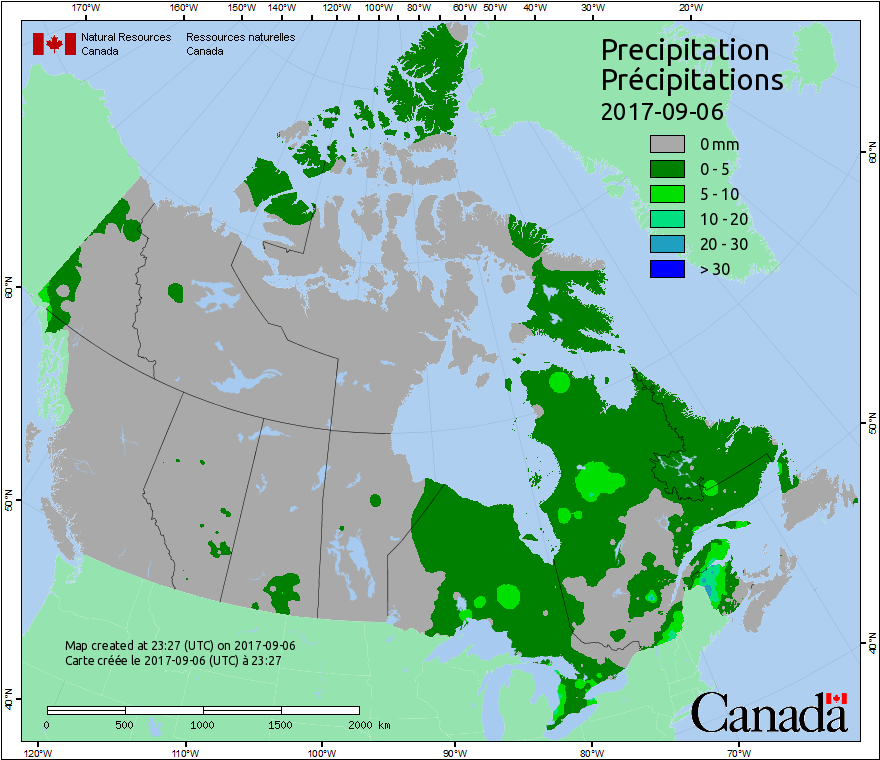 170°W 160°W 150°W 140°W 130°W 120°W 110°W 100°W 90°W 80°W 60°W 50°W 40°W 30°W 20°W
Natural Resources Canada
Ressources naturelles Canada
Precipitation
Précipitations
2017-09-06
0 mm
0 - 5
5 - 10
10 - 20
20 - 30
> 30
60°N
50°N
40°N
60°N
50°N
40°N
Map created at 23:27 (UTC) on 2017-09-06
Carte créée le 2017-09-06 (UTC) à 23:27
0 500 1000 1500 2000 km
Canada
120°W 110°W 100°W 90°W 80°W 70°W